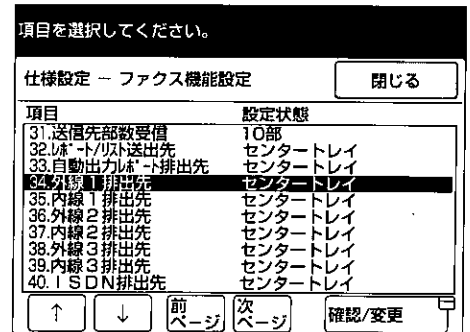 項目を選択してください。
仕様設定 － ファクス機能設定 閉じる
項目 設定状態
31.送信先部数受信 10部
32.ﾚﾎﾟｰﾄ/ﾘｽﾄ送出先 センタートレイ
33.自動出力ﾚﾎﾟｰﾄ排出先 センタートレイ
34.外線1排出先 センタートレイ
35.内線1排出先 センタートレイ
36.外線2排出先 センタートレイ
37.内線2排出先 センタートレイ
38.外線3排出先 センタートレイ
39.内線3排出先 センタートレイ
40.ISDN排出先 センタートレイ
↑ ↓ 前ページ 次ページ 確認/変更